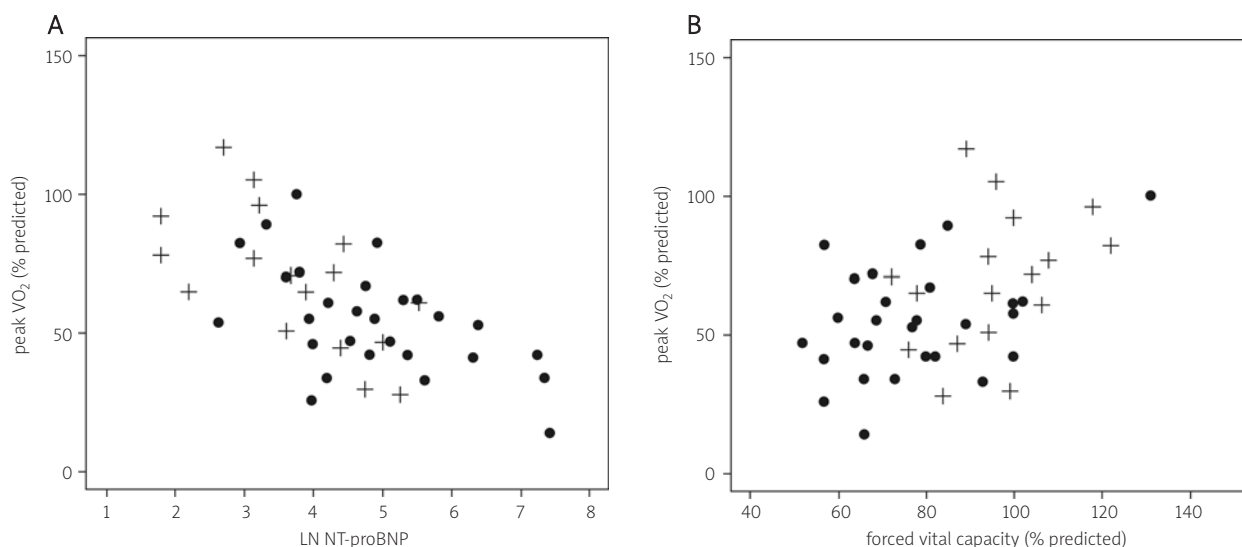 A
150
100
50
0
peak VO₂ (% predicted)
1 2 3 4 5 6 7 8
LN NT-proBNP
B
150
100
50
0
peak VO₂ (% predicted)
40 60 80 100 120 140
forced vital capacity (% predicted)